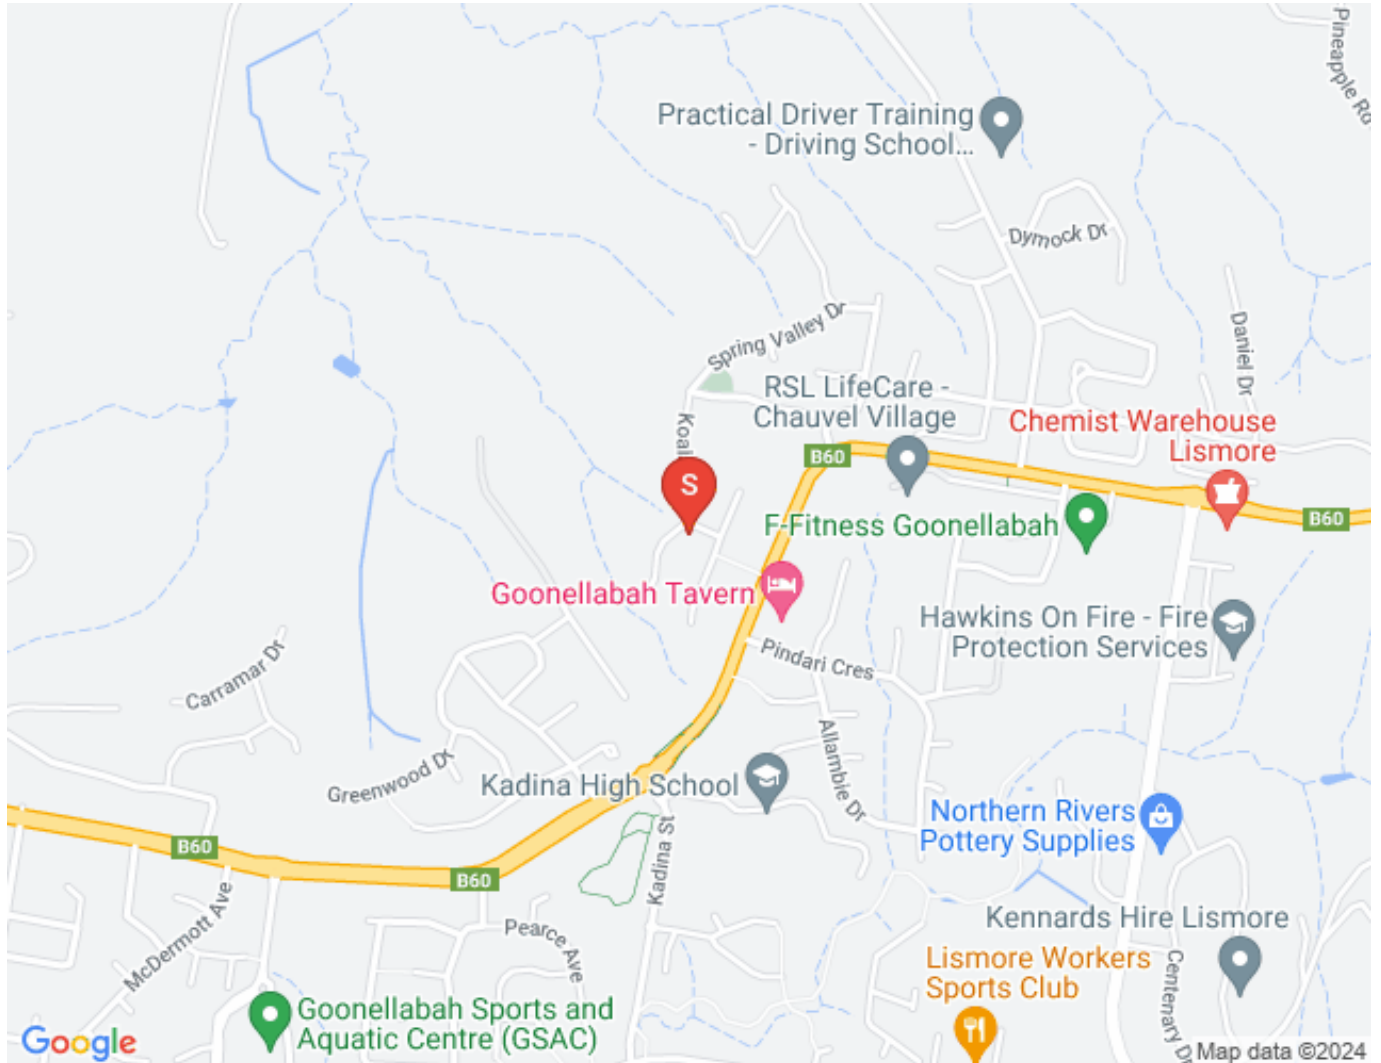 Pineapple Rd
Practical Driver Training
- Driving School...
Dymock Dr
Spring Valley Dr
Daniel Dr
RSL LifeCare -
Chauvel Village
Koal
Chemist Warehouse
Lismore
B60
S
B60
F-Fitness Goonellabah
Goonellabah Tavern
Hawkins On Fire - Fire
Protection Services
Pindari Cres
Carramar Dr
Allambie Dr
Greenwood Dr
Kadina High School
Northern Rivers
Pottery Supplies
B60
Kadina St
B60
McDermott Ave
Pearce Ave
Kennards Hire Lismore
Lismore Workers
Sports Club
Centenary Dr
Goonellabah Sports and
Aquatic Centre (GSAC)
Google
Map data ©2024